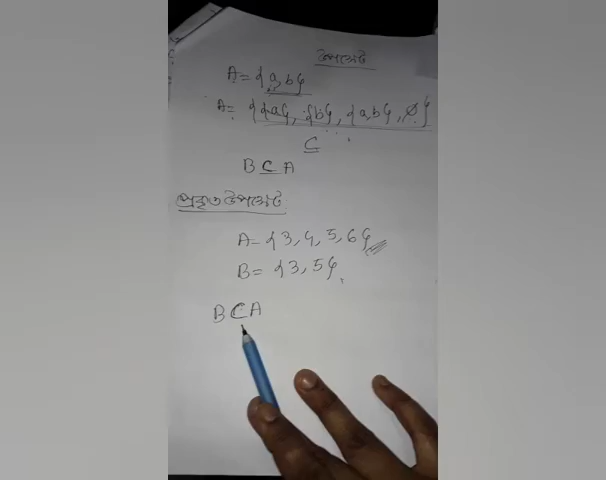 উপসেট
A = {a, b}
A = {{a}, {b}, {a, b}, ∅}
⊆
B ⊆ A
প্রকৃত উপসেট
A = {3, 4, 5, 6}
B = {3, 5}
B ⊂ A